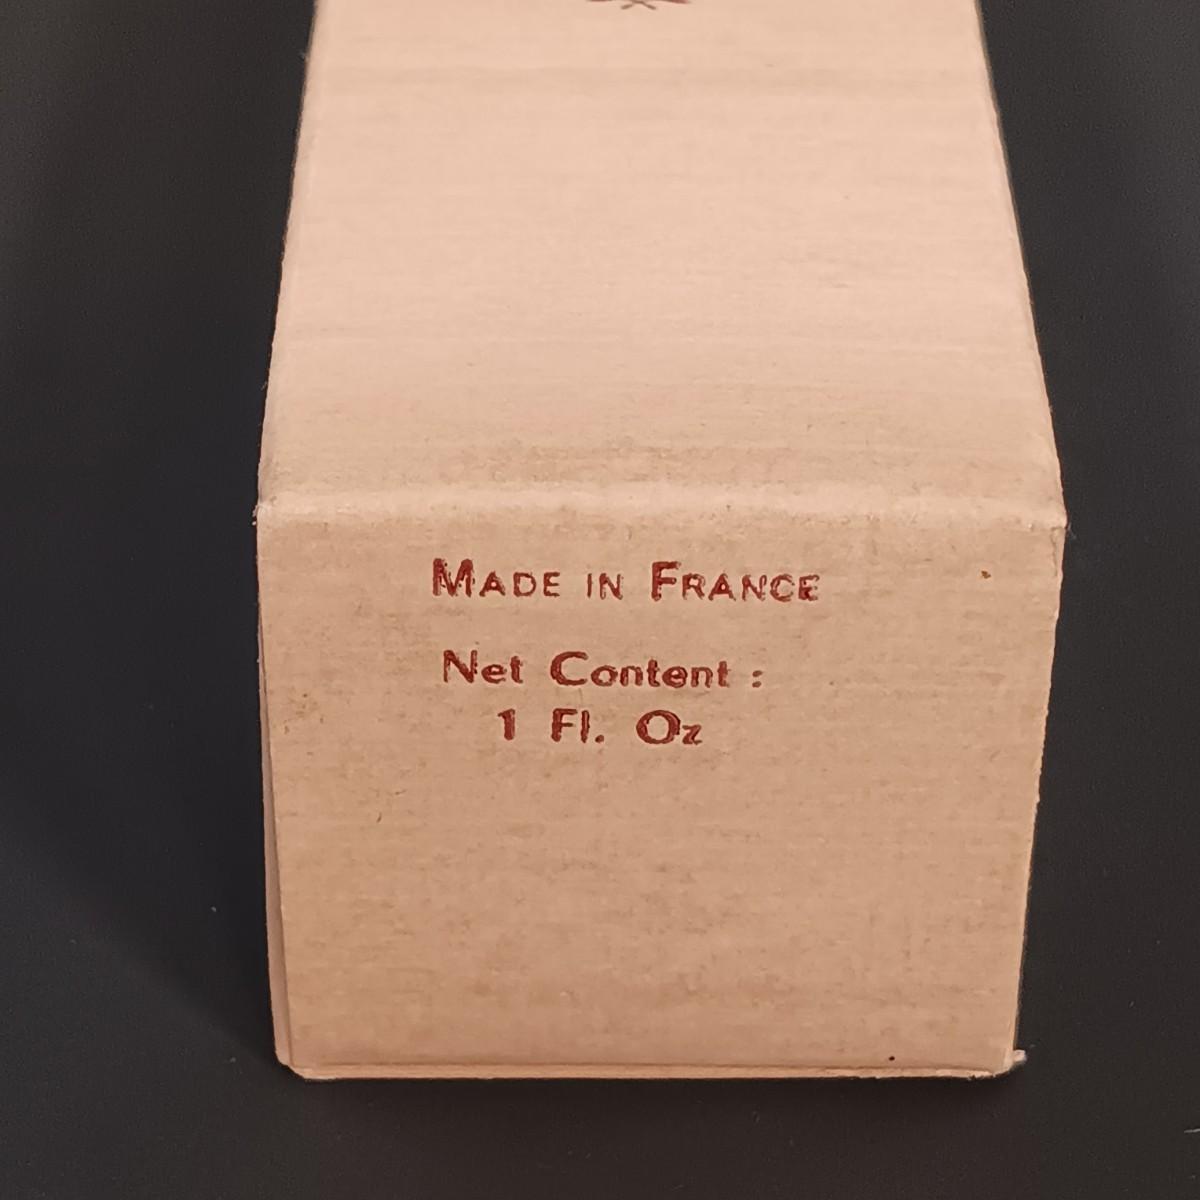 Made in France
Net Content :
1 Fl. Oz